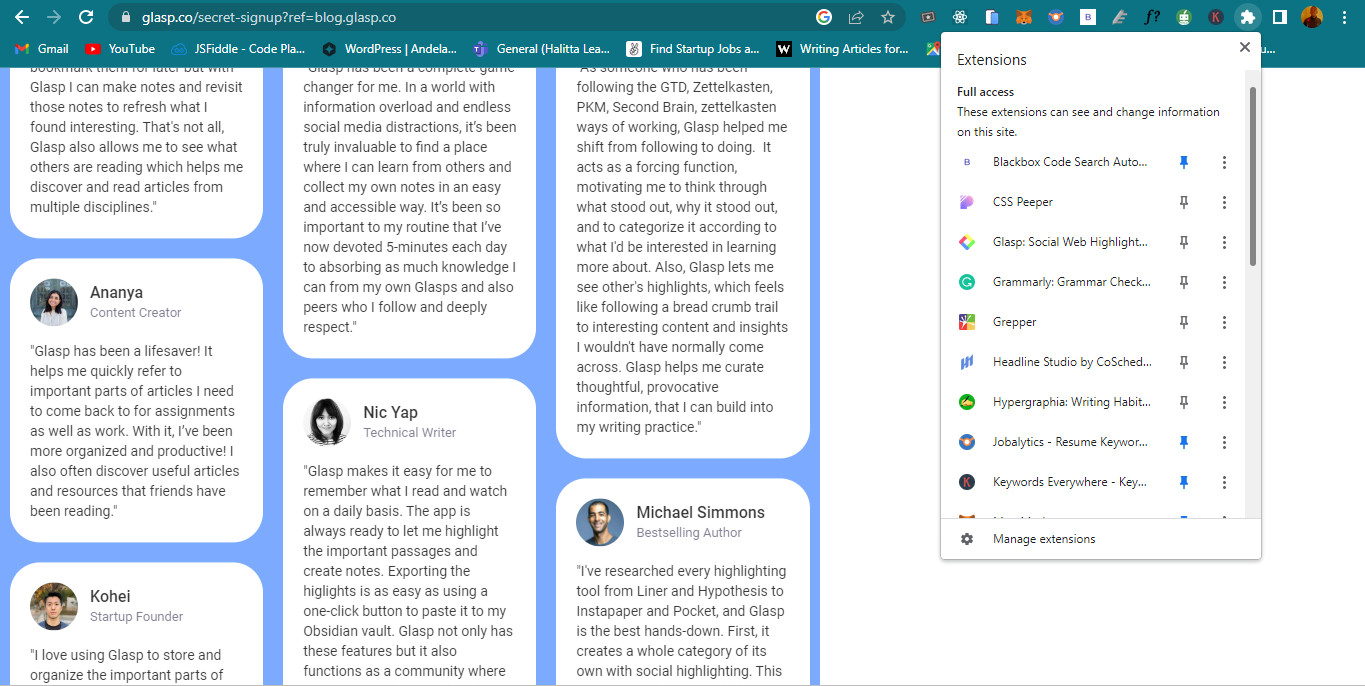 glasp.co/secret-signup?ref=blog.glasp.co
Gmail
YouTube
JSFiddle - Code Pla...
WordPress | Andela...
General (Halitta Lea...
Find Startup Jobs a...
Writing Articles for...
u...
bookmark them for later but with
Glasp I can make notes and revisit
those notes to refresh what I
found interesting. That's not all,
Glasp also allows me to see what
others are reading which helps me
discover and read articles from
multiple disciplines."
Ananya
Content Creator
"Glasp has been a lifesaver! It
helps me quickly refer to
important parts of articles I need
to come back to for assignments
as well as work. With it, I've been
more organized and productive! I
also often discover useful articles
and resources that friends have
been reading."
Kohei
Startup Founder
"I love using Glasp to store and
organize the important parts of
"Glasp has been a complete game
changer for me. In a world with
information overload and endless
social media distractions, it's been
truly invaluable to find a place
where I can learn from others and
collect my own notes in an easy
and accessible way. It's been so
important to my routine that I've
now devoted 5-minutes each day
to absorbing as much knowledge I
can from my own Glasps and also
peers who I follow and deeply
respect."
Nic Yap
Technical Writer
"Glasp makes it easy for me to
remember what I read and watch
on a daily basis. The app is
always ready to let me highlight
the important passages and
create notes. Exporting the
higlights is as easy as using a
one-click button to paste it to my
Obsidian vault. Glasp not only has
these features but it also
functions as a community where
"As someone who has been
following the GTD, Zettelkasten,
PKM, Second Brain, zettelkasten
ways of working, Glasp helped me
shift from following to doing.  It
acts as a forcing function,
motivating me to think through
what stood out, why it stood out,
and to categorize it according to
what I'd be interested in learning
more about. Also, Glasp lets me
see other's highlights, which feels
like following a bread crumb trail
to interesting content and insights
I wouldn't have normally come
across. Glasp helps me curate
thoughtful, provocative
information, that I can build into
my writing practice."
Michael Simmons
Bestselling Author
"I've researched every highlighting
tool from Liner and Hypothesis to
Instapaper and Pocket, and Glasp
is the best hands-down. First, it
creates a whole category of its
own with social highlighting. This
Extensions
Full access
These extensions can see and change information
on this site.
B Blackbox Code Search Auto...
CSS Peeper
Glasp: Social Web Highlight...
Grammarly: Grammar Check...
Grepper
Headline Studio by CoSched...
Hypergraphia: Writing Habit...
Jobalytics - Resume Keywor...
K Keywords Everywhere - Key...
Manage extensions